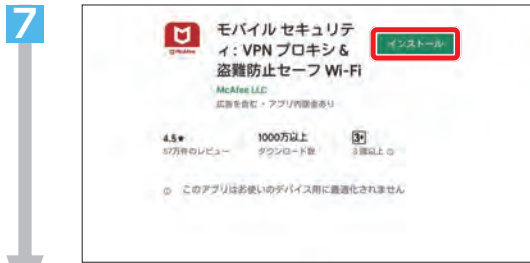 7
モバイル セキュリテ
ィ: VPN プロキシ &
盗難防止セーフ Wi-Fi
インストール
McAfee
McAfee LLC
広告を含む・アプリ内課金あり
4.5★
1000万以上
3+
57万件のレビュー
ダウンロード数
3 歳以上
このアプリはお使いのデバイス用に最適化されません